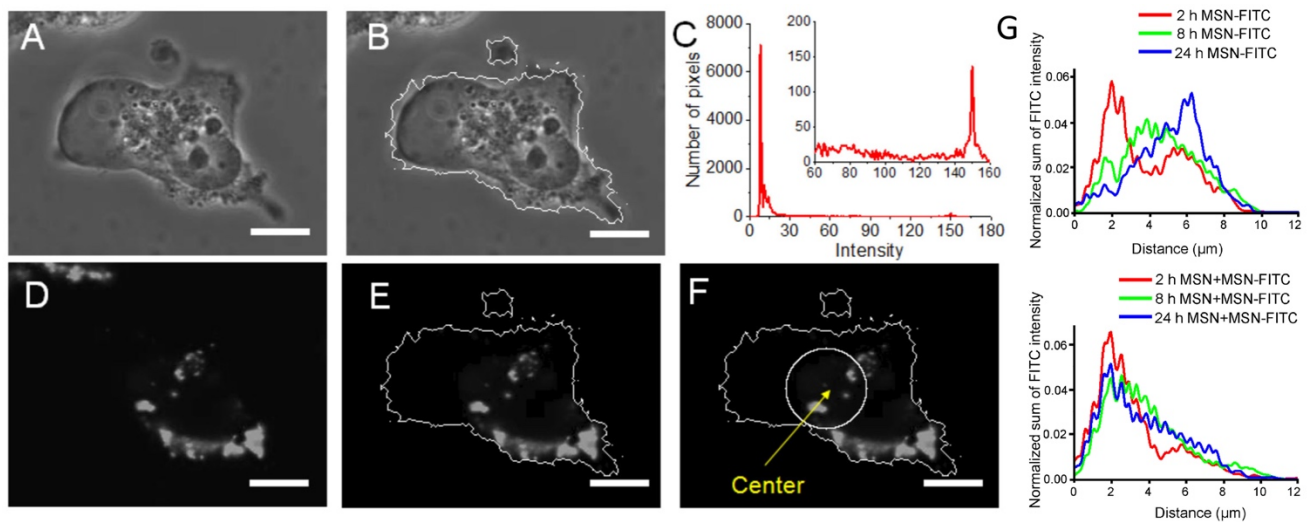 A
B
C
Number of pixels
8000
6000
4000
2000
0
0 30 60 90 120 150 180
Intensity
200
150
100
50
0
60 80 100 120 140 160
G
2 h MSN-FITC
8 h MSN-FITC
24 h MSN-FITC
Normalized sum of FITC intensity
0.06
0.04
0.02
0.00
0 2 4 6 8 10 12
Distance (μm)
D
E
F
Center
2 h MSN+MSN-FITC
8 h MSN+MSN-FITC
24 h MSN+MSN-FITC
Normalized sum of FITC intensity
0.06
0.04
0.02
0.00
0 2 4 6 8 10 12
Distance (μm)